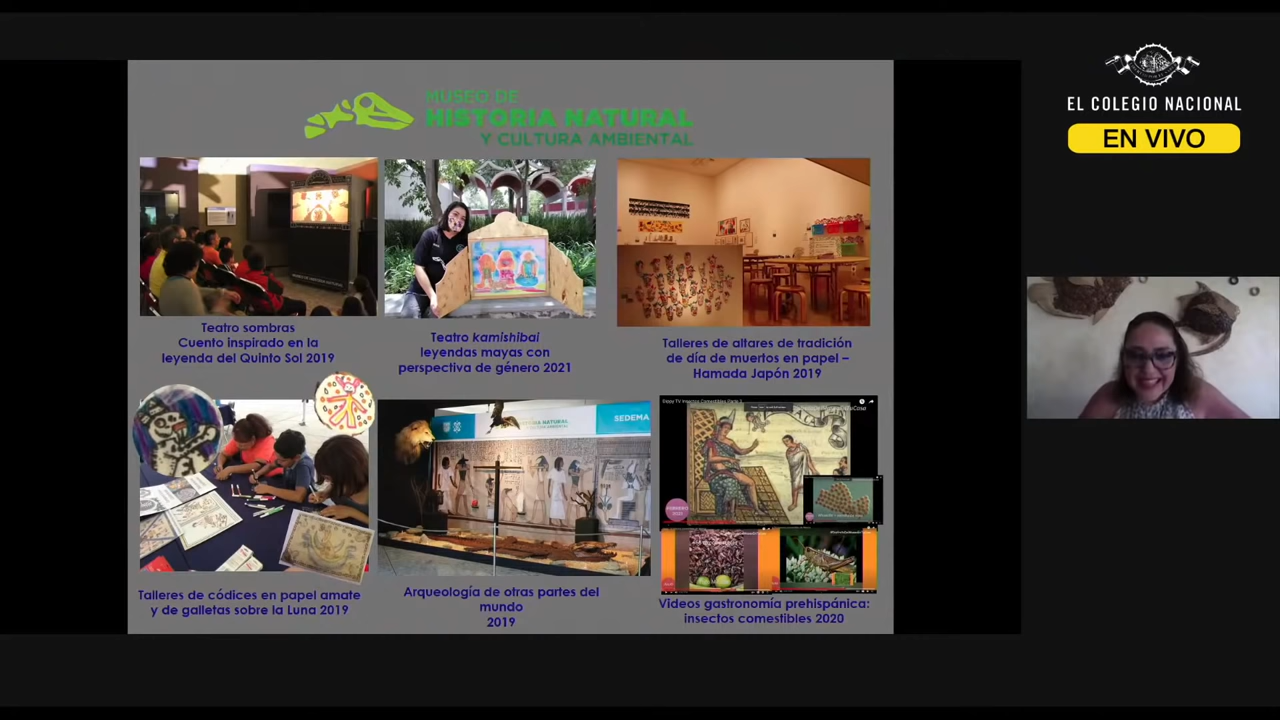 MUSEO DE
HISTORIA NATURAL
Y CULTURA AMBIENTAL
EL COLEGIO NACIONAL
EN VIVO
Teatro sombras
Cuento inspirado en la
leyenda del Quinto Sol 2019
Teatro kamishibai
leyendas mayas con
perspectiva de género 2021
Talleres de altares de tradición
de día de muertos en papel –
Hamada Japón 2019
SEDEMA
FEBRERO
2020
Talleres de códices en papel amate
y de galletas sobre la Luna 2019
Arqueología de otras partes del
mundo
2019
Videos gastronomía prehispánica:
insectos comestibles 2020